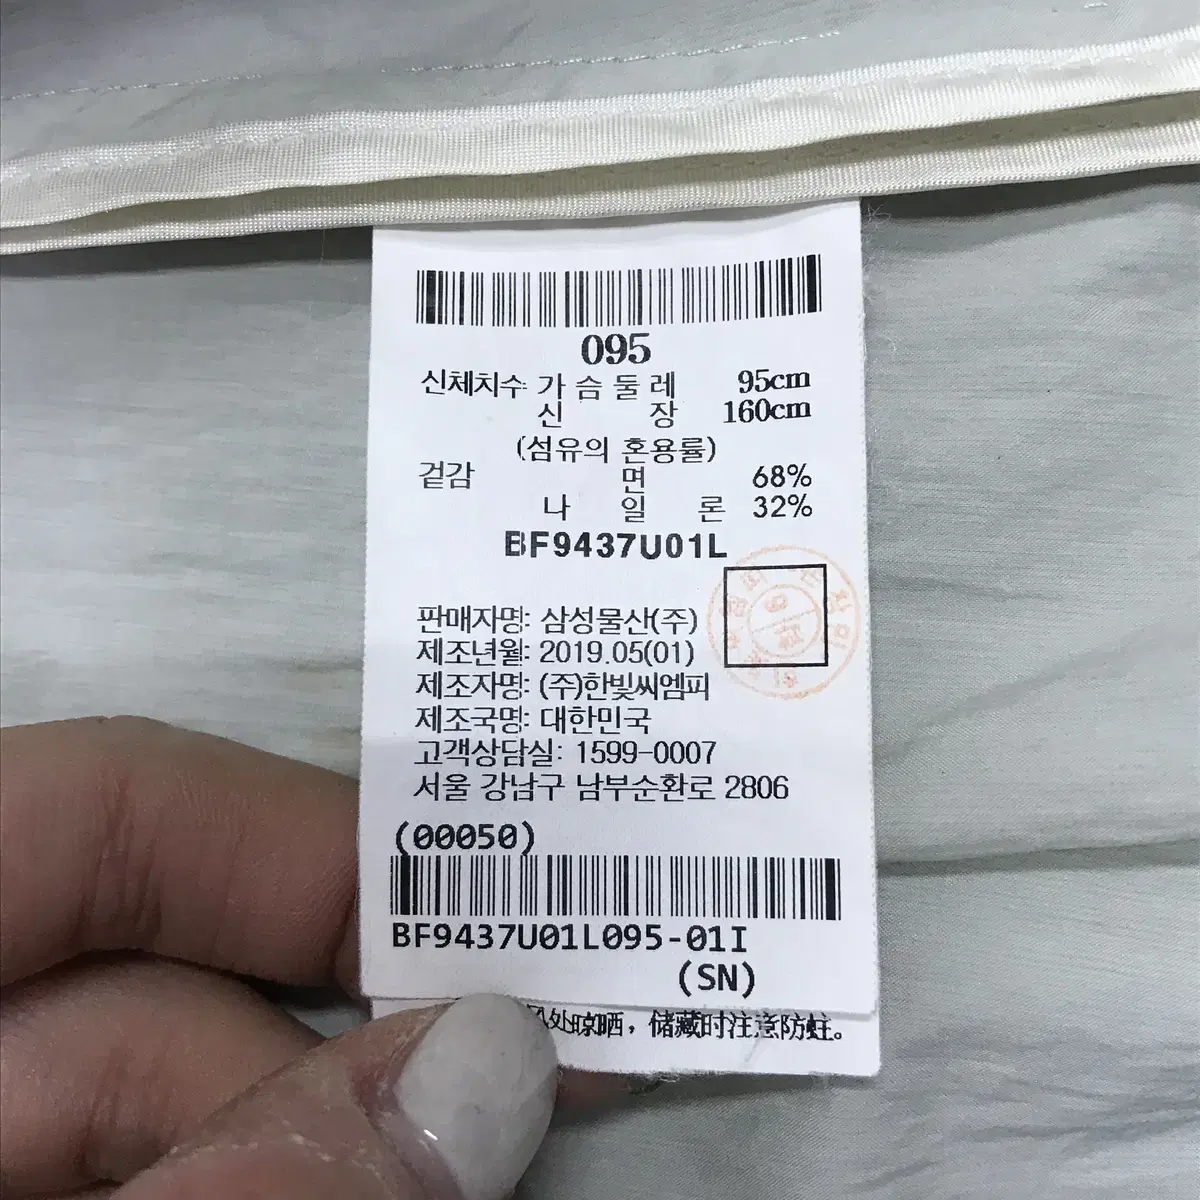 095
신체치수: 가슴둘레 95cm
신 장 160cm
(섬유의 혼용률)
겉감 면 68%
나 일 론 32%
BF9437U01L
판매자명: 삼성물산(주)
제조년월: 2019.05(01)
제조자명: (주)한빛씨엠피
제조국명: 대한민국
고객상담실: 1599-0007
서울 강남구 남부순환로 2806
(00050)
BF9437U01L095-01I
(SN)
处晾晒，储藏时注意防蛀。